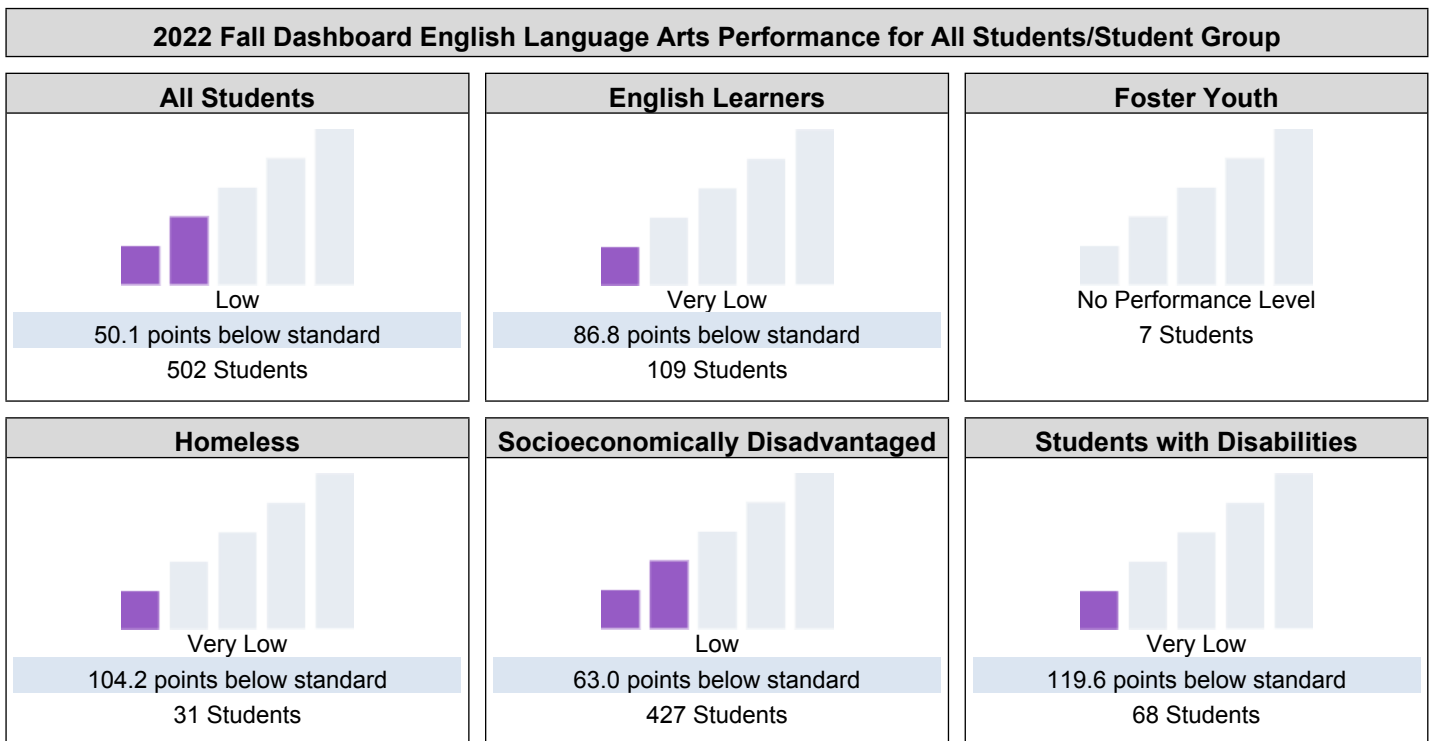 2022 Fall Dashboard English Language Arts Performance for All Students/Student Group
All Students
Low
50.1 points below standard
502 Students
English Learners
Very Low
86.8 points below standard
109 Students
Foster Youth
No Performance Level
7 Students
Homeless
Very Low
104.2 points below standard
31 Students
Socioeconomically Disadvantaged
Low
63.0 points below standard
427 Students
Students with Disabilities
Very Low
119.6 points below standard
68 Students